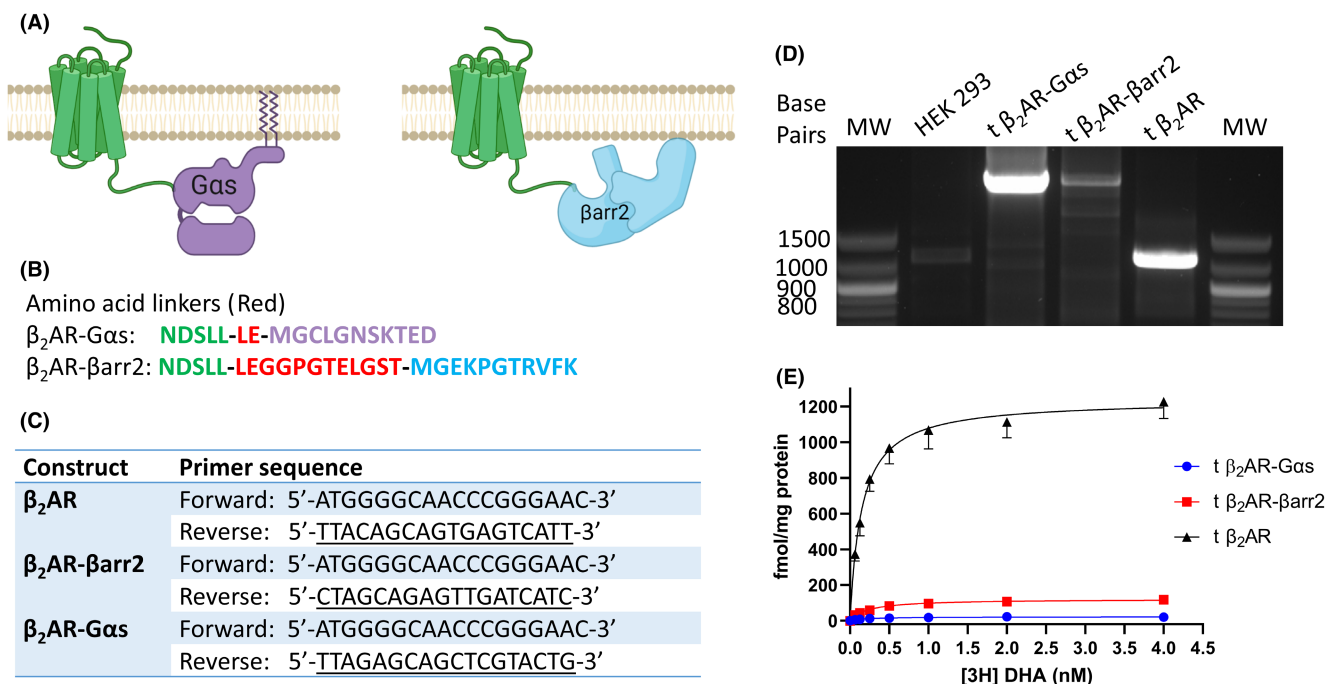 (A)
Gαs
βarr2
(B)
Amino acid linkers (Red)
β₂AR-Gαs: NDSLL-LE-MGCLGNSKTED
β₂AR-βarr2: NDSLL-LEGGPGTELGST-MGEKPGTRVFK
(C)
Construct Primer sequence
β₂AR Forward: 5’-ATGGGGCAACCCGGGAAC-3’
Reverse: 5’-TTACAGCAGTGAGTCATT-3’
β₂AR-βarr2 Forward: 5’-ATGGGGCAACCCGGGAAC-3’
Reverse: 5’-CTAGCAGAGTTGATCATC-3’
β₂AR-Gαs Forward: 5’-ATGGGGCAACCCGGGAAC-3’
Reverse: 5’-TTAGAGCAGCTCGTACTG-3’
(D)
Base
Pairs
MW HEK 293 t β₂AR-Gαs t β₂AR-βarr2 t β₂AR MW
1500
1000
900
800
(E)
fmol/mg protein
1200
1000
800
600
400
200
0
0.0 0.5 1.0 1.5 2.0 2.5 3.0 3.5 4.0 4.5
[3H] DHA (nM)
t β₂AR-Gαs
t β₂AR-βarr2
t β₂AR